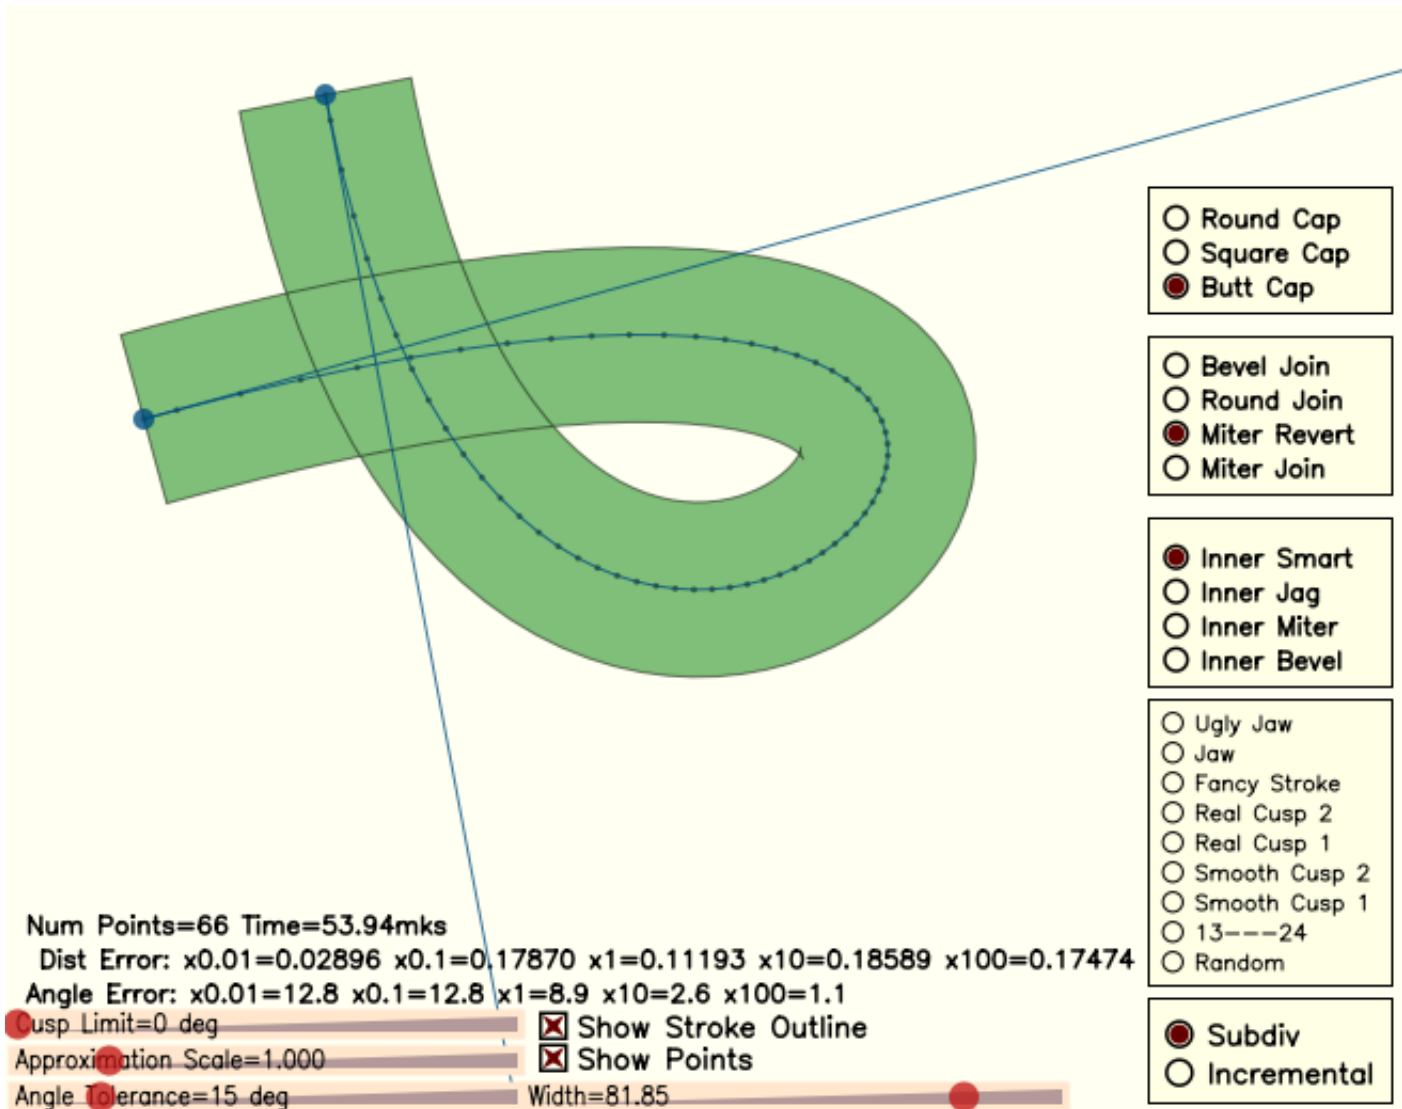 Round Cap
Square Cap
Butt Cap
Bevel Join
Round Join
Miter Revert
Miter Join
Inner Smart
Inner Jag
Inner Miter
Inner Bevel
Ugly Jaw
Jaw
Fancy Stroke
Real Cusp 2
Real Cusp 1
Smooth Cusp 2
Smooth Cusp 1
13---24
Random
Subdiv
Incremental
Num Points=66 Time=53.94mks
Dist Error: x0.01=0.02896 x0.1=0.17870 x1=0.11193 x10=0.18589 x100=0.17474
Angle Error: x0.01=12.8 x0.1=12.8 x1=8.9 x10=2.6 x100=1.1
Cusp Limit=0 deg
Show Stroke Outline
Approximation Scale=1.000
Show Points
Angle Tolerance=15 deg
Width=81.85